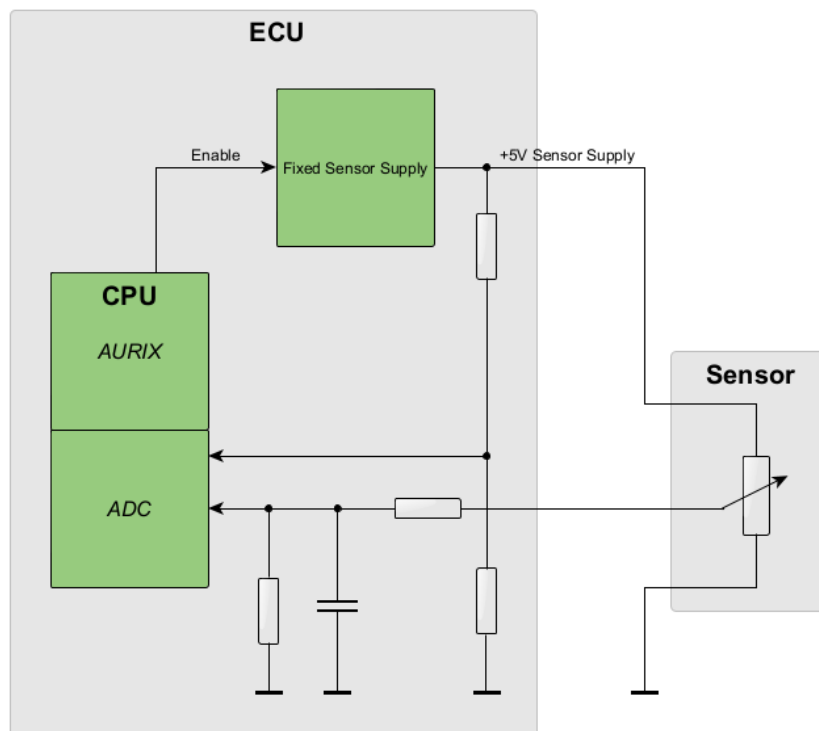 ECU
Enable
Fixed Sensor Supply
+5V Sensor Supply
CPU
AURIX
Sensor
ADC